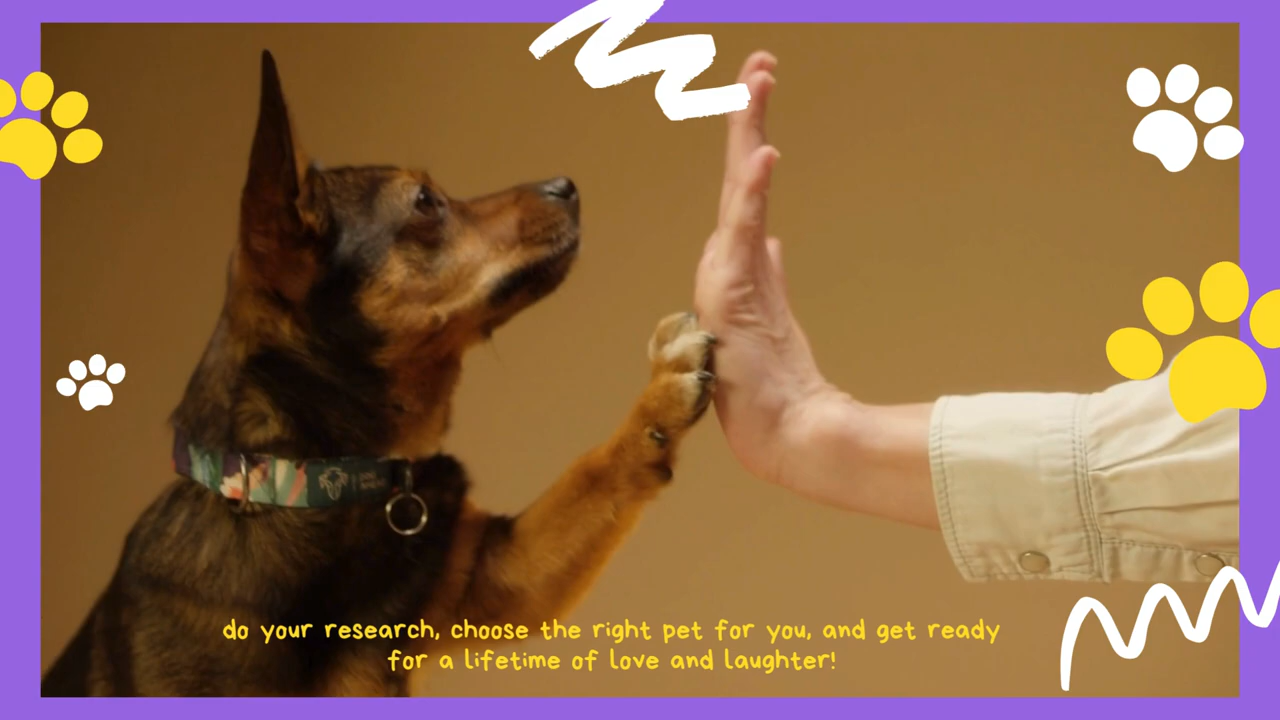 do your research, choose the right pet for you, and get ready
for a lifetime of love and laughter!